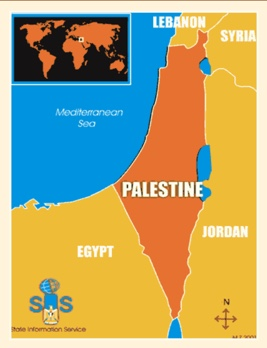 LEBANON
SYRIA
Mediterranean
Sea
PALESTINE
JORDAN
EGYPT
N
SIS
State Information Service